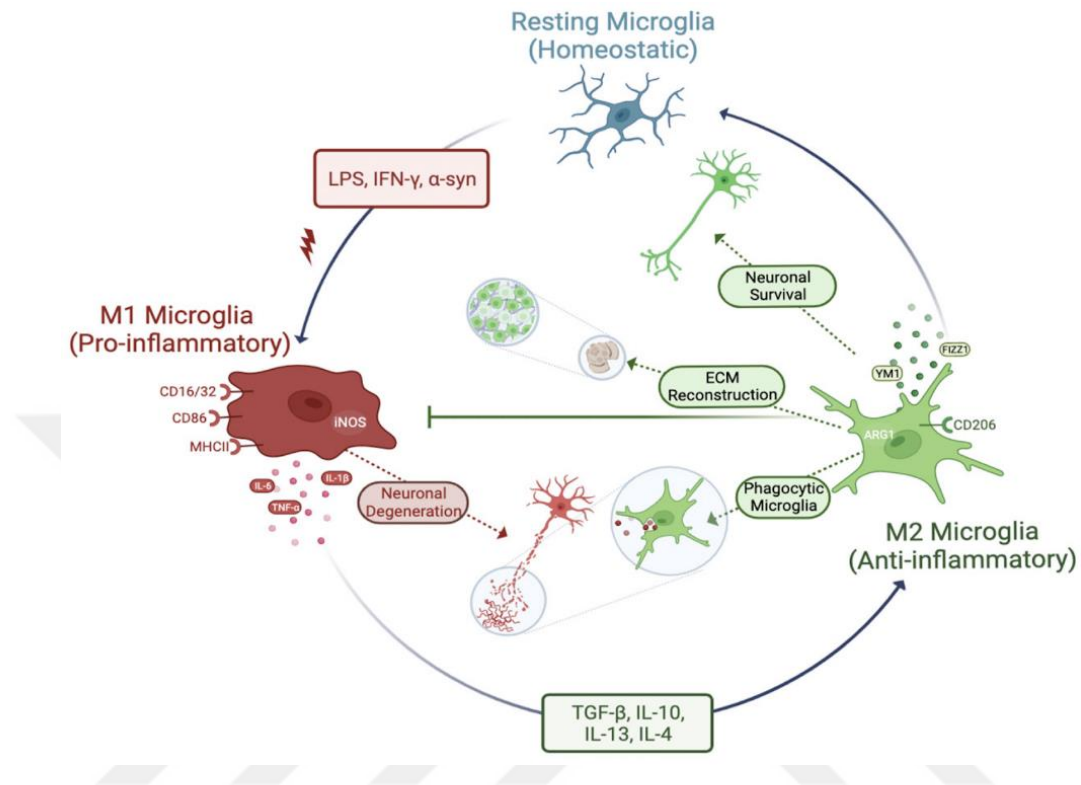 Resting Microglia
(Homeostatic)
LPS, IFN-γ, α-syn
Neuronal
Survival
M1 Microglia
(Pro-inflammatory)
FIZZ1
YM1
CD16/32
CD86
MHCII
iNOS
ECM
Reconstruction
ARG1
CD206
IL-6
IL-1β
TNF-α
Neuronal
Degeneration
Phagocytic
Microglia
M2 Microglia
(Anti-inflammatory)
TGF-β, IL-10,
IL-13, IL-4